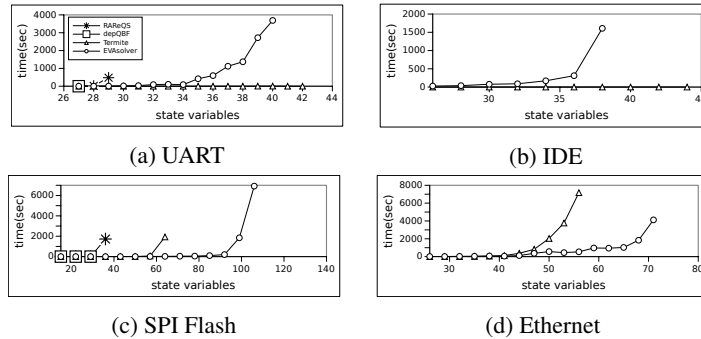 4000
3000
2000
1000
0
time(sec)
RAReQS
depQBF
Termite
EVAsolver
26 28 30 32 34 36 38 40 42 44
state variables
(a) UART
2000
1500
1000
500
0
time(sec)
30 35 40 45
state variables
(b) IDE
6000
4000
2000
0
time(sec)
20 40 60 80 100 120 140
state variables
(c) SPI Flash
8000
6000
4000
2000
0
time(sec)
30 40 50 60 70 80
state variables
(d) Ethernet